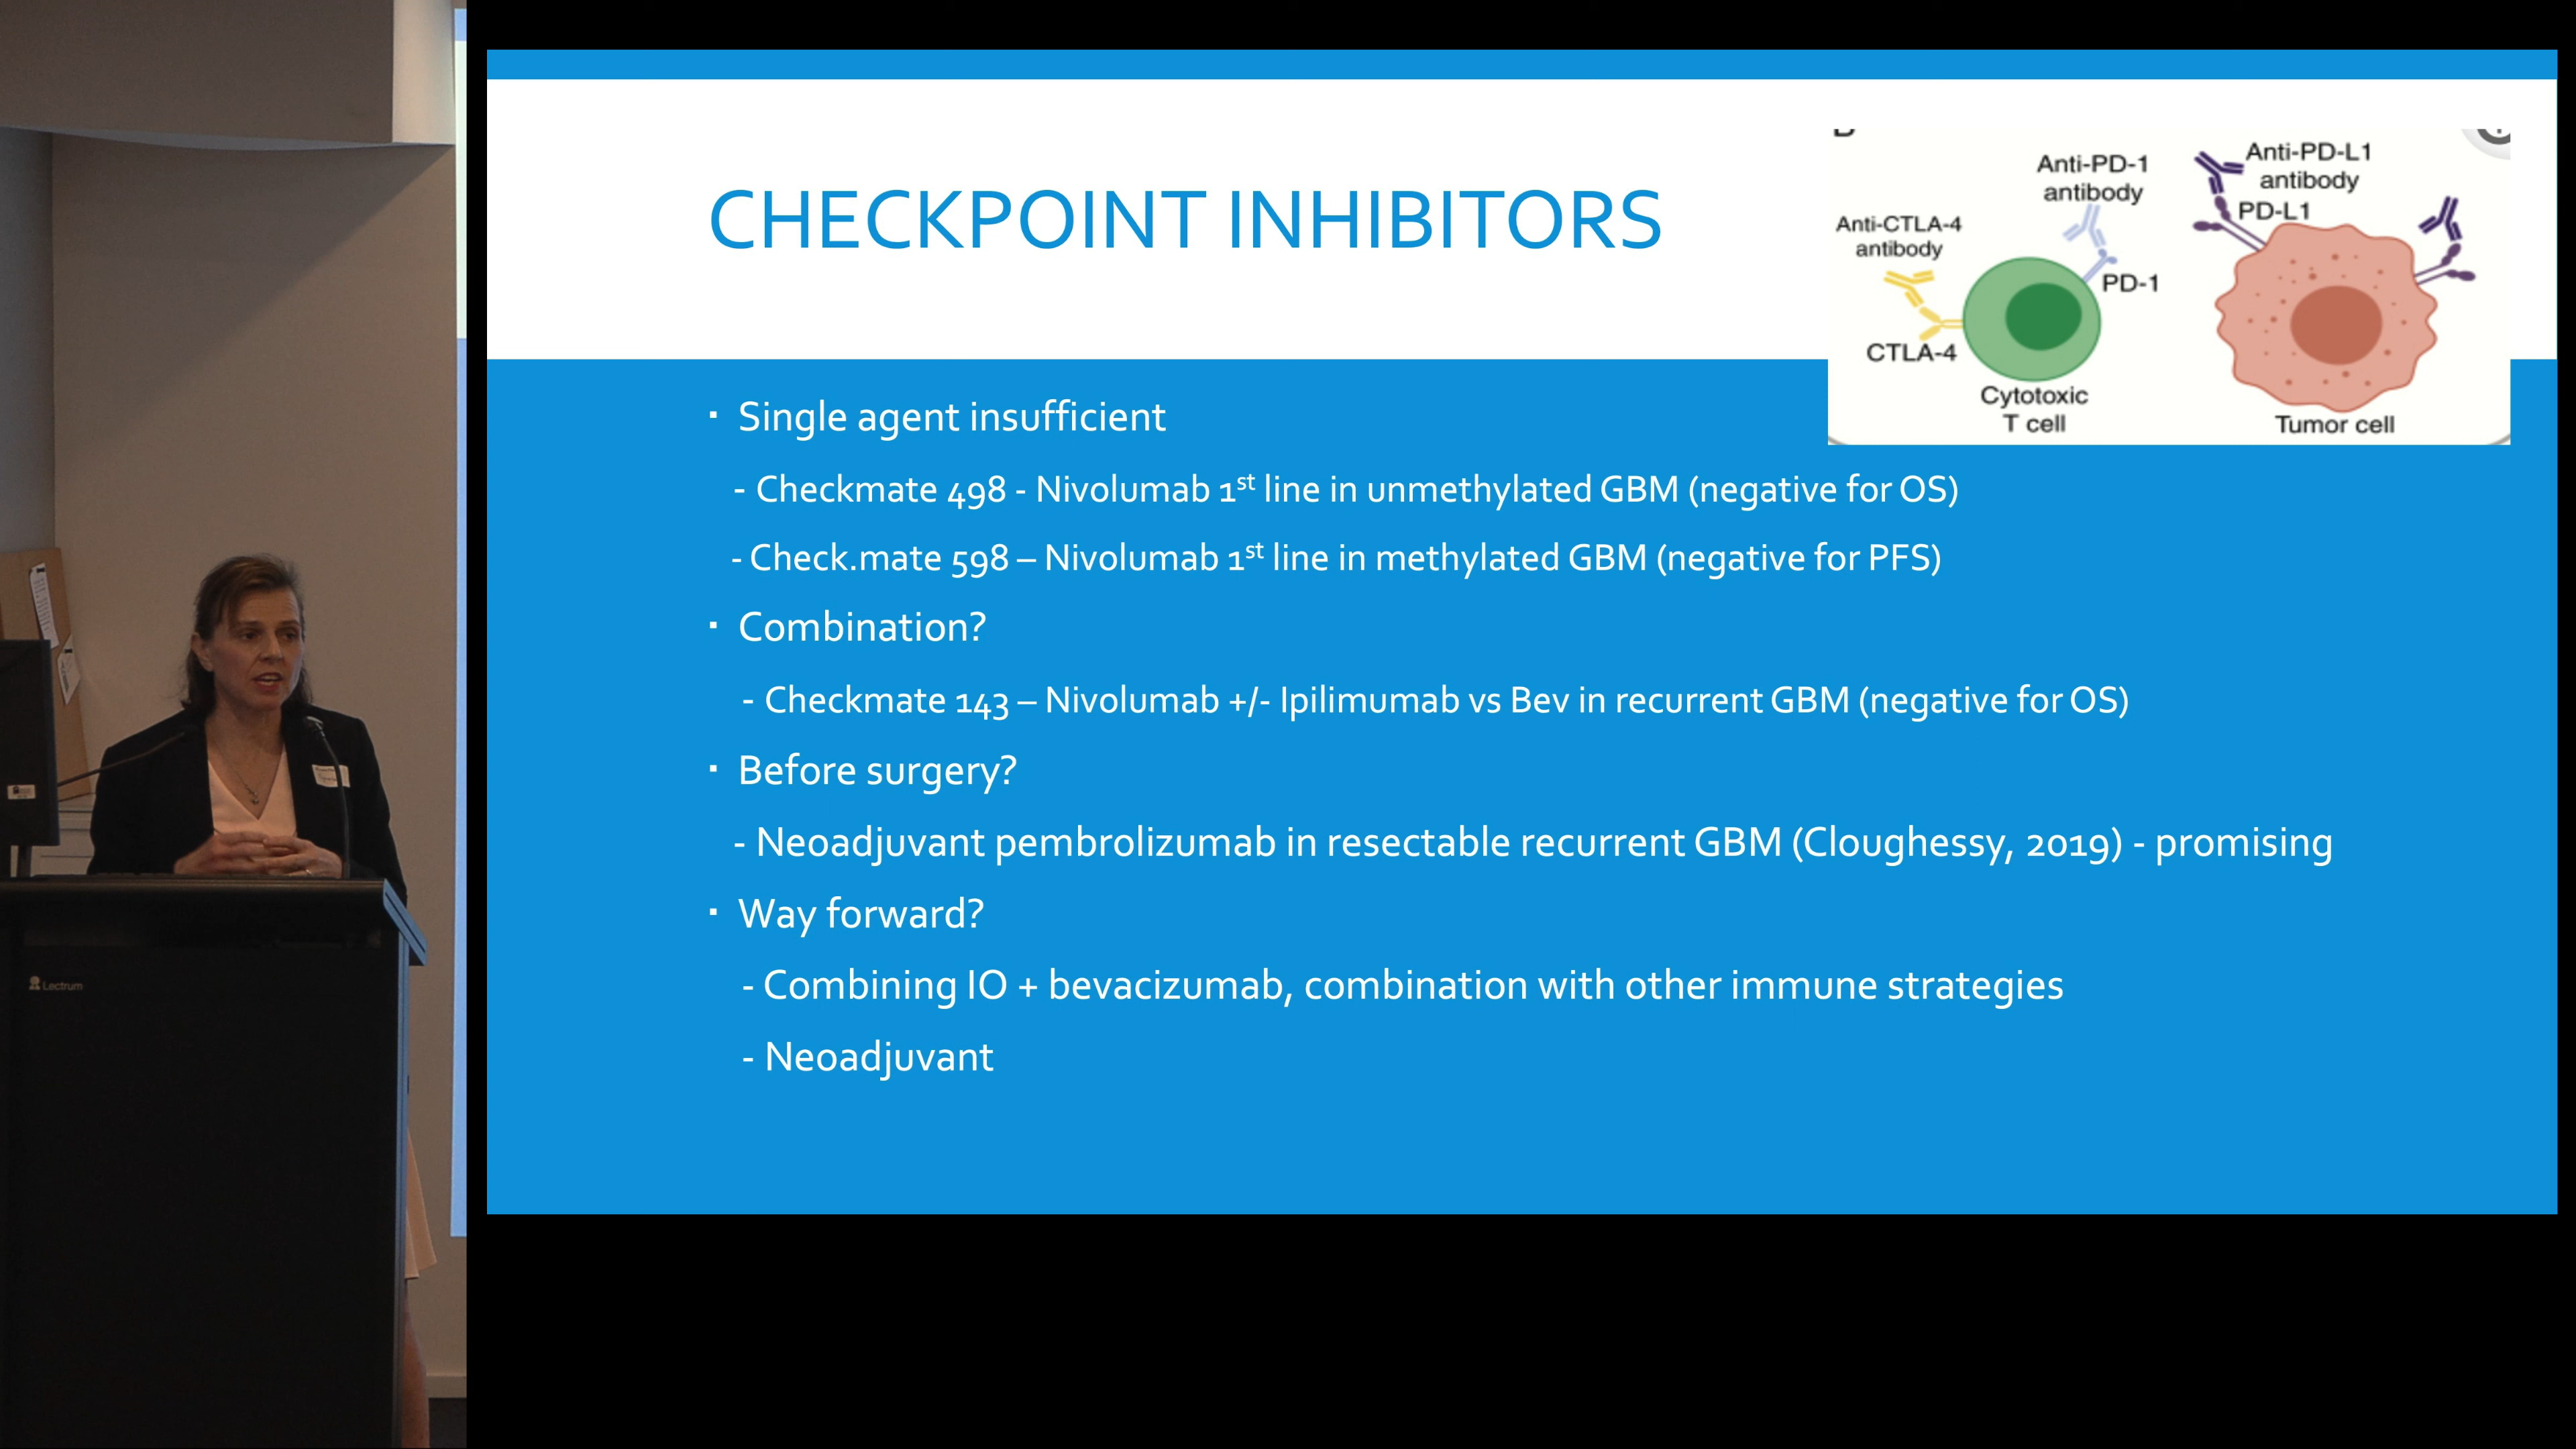 CHECKPOINT INHIBITORS
Anti-CTLA-4
antibody
CTLA-4
Anti-PD-1
antibody
PD-1
Cytotoxic
T cell
Anti-PD-L1
antibody
PD-L1
Tumor cell
▪ Single agent insufficient
- Checkmate 498 - Nivolumab 1st line in unmethylated GBM (negative for OS)
- Check.mate 598 – Nivolumab 1st line in methylated GBM (negative for PFS)
▪ Combination?
- Checkmate 143 – Nivolumab +/- Ipilimumab vs Bev in recurrent GBM (negative for OS)
▪ Before surgery?
- Neoadjuvant pembrolizumab in resectable recurrent GBM (Cloughessy, 2019) - promising
▪ Way forward?
- Combining IO + bevacizumab, combination with other immune strategies
- Neoadjuvant
Lectrum